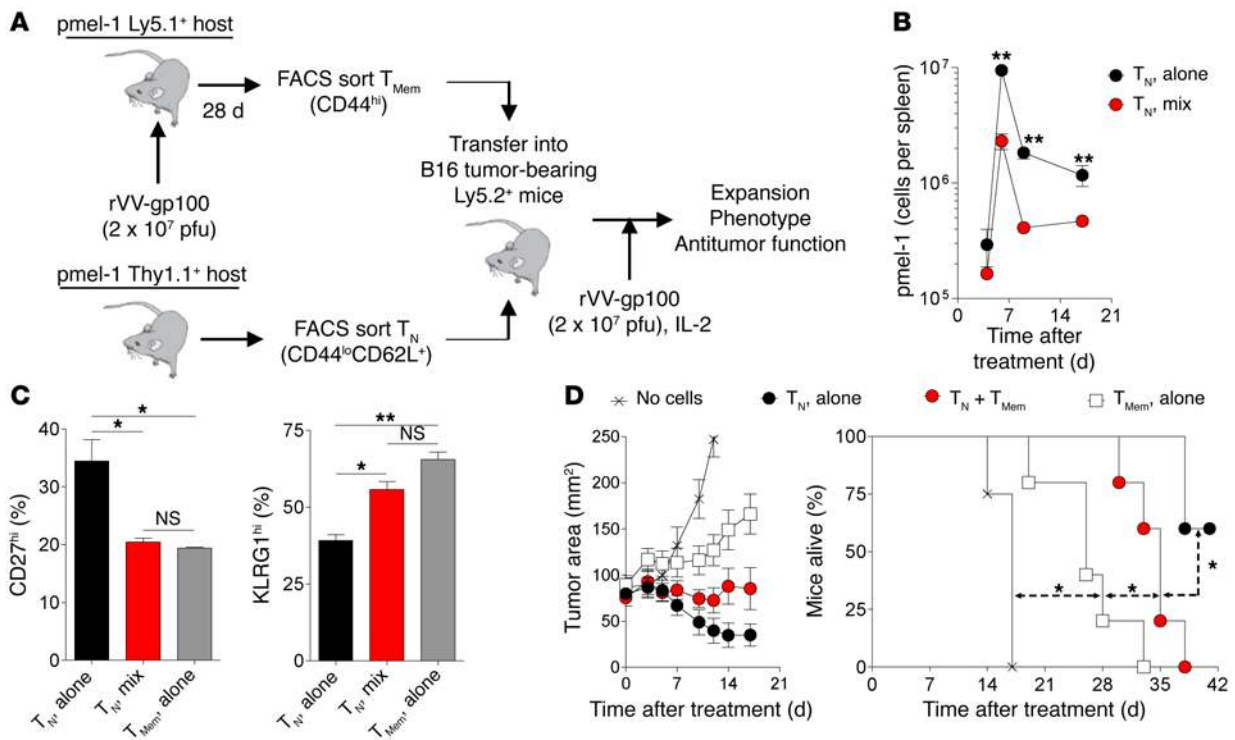 A
pmel-1 Ly5.1+ host
28 d
FACS sort TMem
(CD44hi)
rVV-gp100
(2 x 10^7 pfu)
pmel-1 Thy1.1+ host
FACS sort TN
(CD44loCD62L+)
Transfer into
B16 tumor-bearing
Ly5.2+ mice
rVV-gp100
(2 x 10^7 pfu), IL-2
Expansion
Phenotype
Antitumor function
B
pmel-1 (cells per spleen)
10^7
10^6
10^5
**
**
**
TN, alone
TN, mix
0 7 14 21
Time after
treatment (d)
C
CD27hi (%)
40
30
20
10
0
*
*
NS
TN, alone
TN, mix
TMem, alone
KLRG1hi (%)
75
50
25
0
**
NS
*
TN, alone
TN, mix
TMem, alone
D
No cells
TN, alone
TN + TMem
TMem, alone
Tumor area (mm2)
250
200
150
100
50
0
0 7 14 21
Time after treatment (d)
Mice alive (%)
100
75
50
25
0
*
*
*
0 7 14 21 28 35 42
Time after treatment (d)